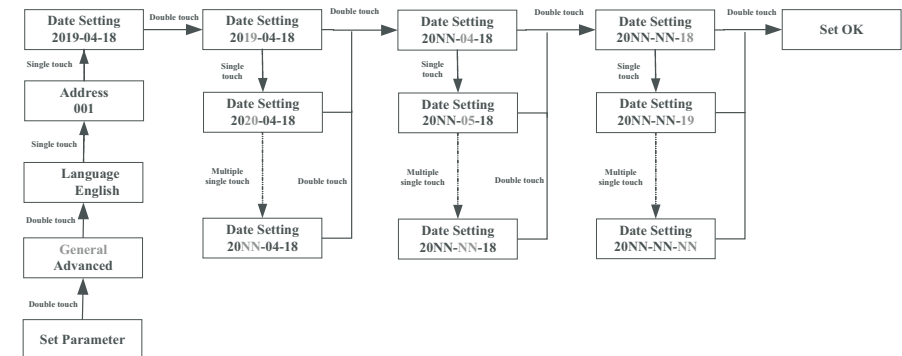 Date Setting
2019-04-18
Double touch
Date Setting
2019-04-18
Double touch
Date Setting
20NN-04-18
Double touch
Date Setting
20NN-NN-18
Double touch
Set OK
Single touch
Address
001
Single touch
Language
English
Double touch
General
Advanced
Double touch
Set Parameter
Single
touch
Date Setting
2020-04-18
Multiple
single touch
Double touch
Date Setting
20NN-04-18
Single
touch
Date Setting
20NN-05-18
Multiple
single touch
Double touch
Date Setting
20NN-NN-18
Single
touch
Date Setting
20NN-NN-19
Multiple
single touch
Date Setting
20NN-NN-NN